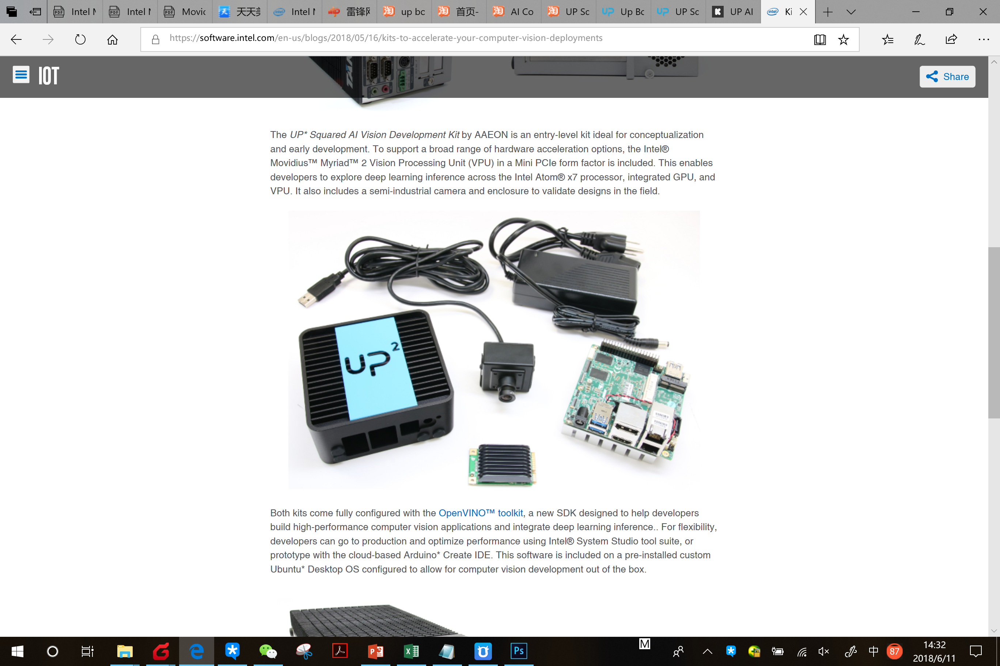 Intel
Intel
Movi
天天
Intel
雷锋
up bo
首页-
AI Co
UP Sc
Up Bo
UP Sc
UP AI
Ki
https://software.intel.com/en-us/blogs/2018/05/16/kits-to-accelerate-your-computer-vision-deployments
IOT
Share
The UP* Squared AI Vision Development Kit by AAEON is an entry-level kit ideal for conceptualization
and early development. To support a broad range of hardware acceleration options, the Intel®
Movidius™ Myriad™ 2 Vision Processing Unit (VPU) in a Mini PCIe form factor is included. This enables
developers to explore deep learning inference across the Intel Atom® x7 processor, integrated GPU, and
VPU. It also includes a semi-industrial camera and enclosure to validate designs in the field.
UP²
Both kits come fully configured with the OpenVINO™ toolkit, a new SDK designed to help developers
build high-performance computer vision applications and integrate deep learning inference.. For flexibility,
developers can go to production and optimize performance using Intel® System Studio tool suite, or
prototype with the cloud-based Arduino* Create IDE. This software is included on a pre-installed custom
Ubuntu* Desktop OS configured to allow for computer vision development out of the box.
M
中
87
14:32
2018/6/11